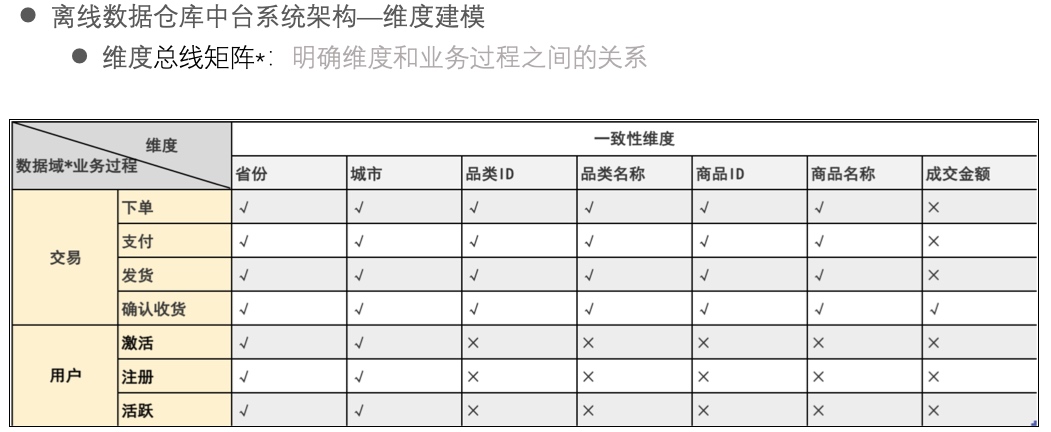 离线数据仓库中台系统架构—维度建模
维度总线矩阵*：明确维度和业务过程之间的关系
维度 一致性维度
数据域*业务过程 省份 城市 品类ID 品类名称 商品ID 商品名称 成交金额
交易
下单 √ √ √ √ √ √ ×
支付 √ √ √ √ √ √ ×
发货 √ √ √ √ √ √ ×
确认收货 √ √ √ √ √ √ √
用户
激活 √ √ × × × × ×
注册 √ √ × × × × ×
活跃 √ √ × × × × ×